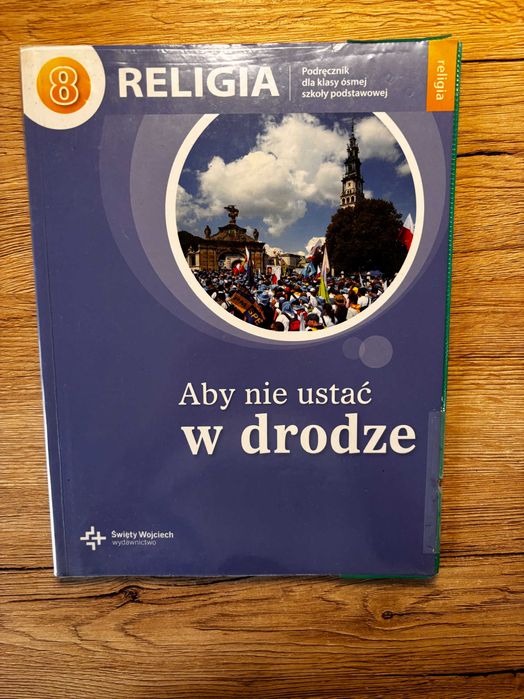 8
RELIGIA
Podręcznik
dla klasy ósmej
szkoły podstawowej
religia
Aby nie ustać
w drodze
Święty Wojciech
wydawnictwo